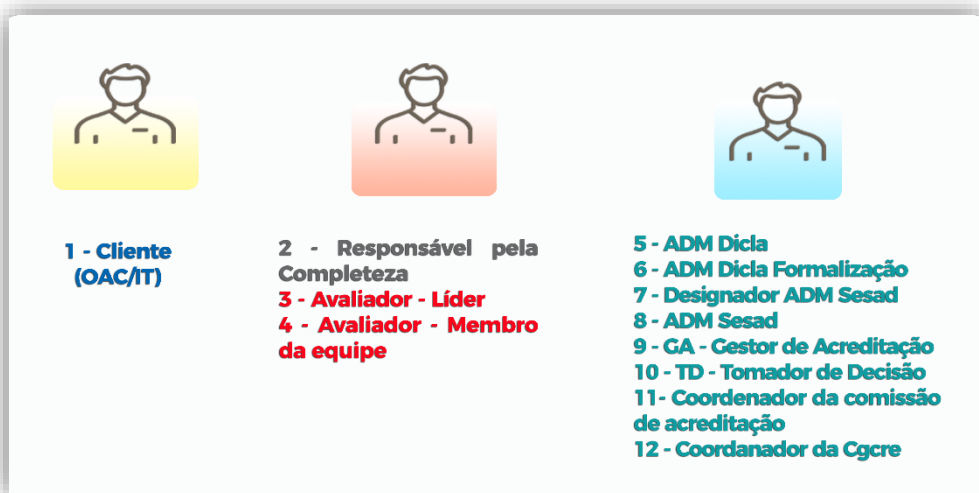 1 - Cliente
(OAC/IT)
2 - Responsável pela
Completeza
3 - Avaliador - Líder
4 - Avaliador - Membro
da equipe
5 - ADM Dicla
6 - ADM Dicla Formalização
7 - Designador ADM Sesad
8 - ADM Sesad
9 - GA - Gestor de Acreditação
10 - TD - Tomador de Decisão
11- Coordenador da comissão
de acreditação
12 - Coordanador da Cgcre